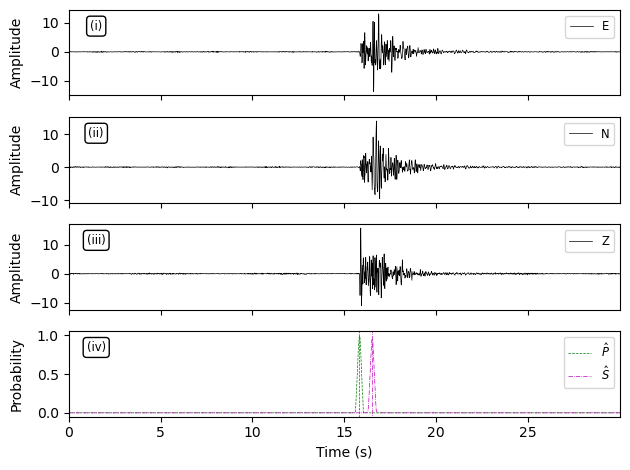 (i)
E
Amplitude
10
0
−10
(ii)
N
Amplitude
10
0
−10
(iii)
Z
Amplitude
10
0
−10
(iv)
P̂
Ŝ
Probability
1.0
0.5
0.0
0 5 10 15 20 25
Time (s)